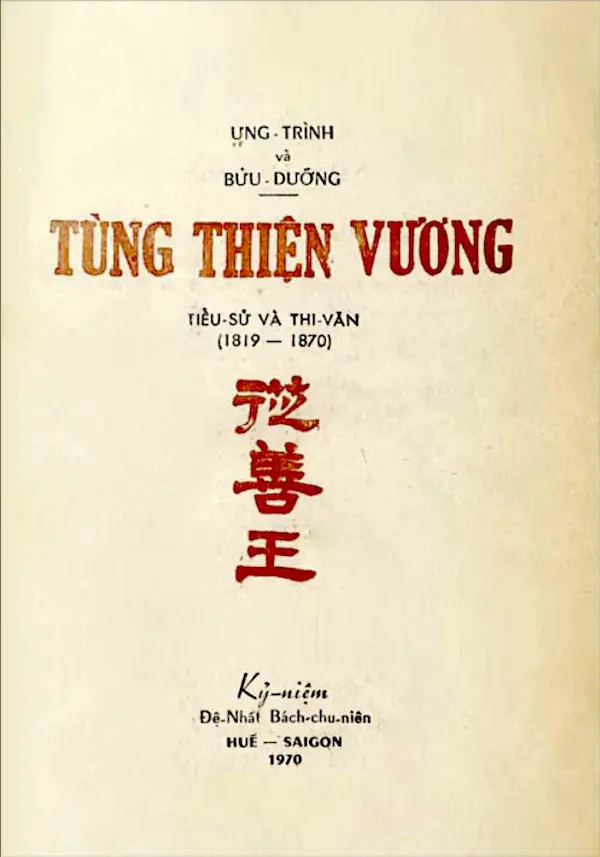 ƯNG-TRÌNH
và
BỬU-DƯỠNG
TÙNG THIỆN VƯƠNG
TIỂU-SỬ VÀ THI-VĂN
(1819 — 1870)
從
善
王
Kỷ-niệm
Đệ-Nhất Bách-chu-niên
HUẾ — SAIGON
1970